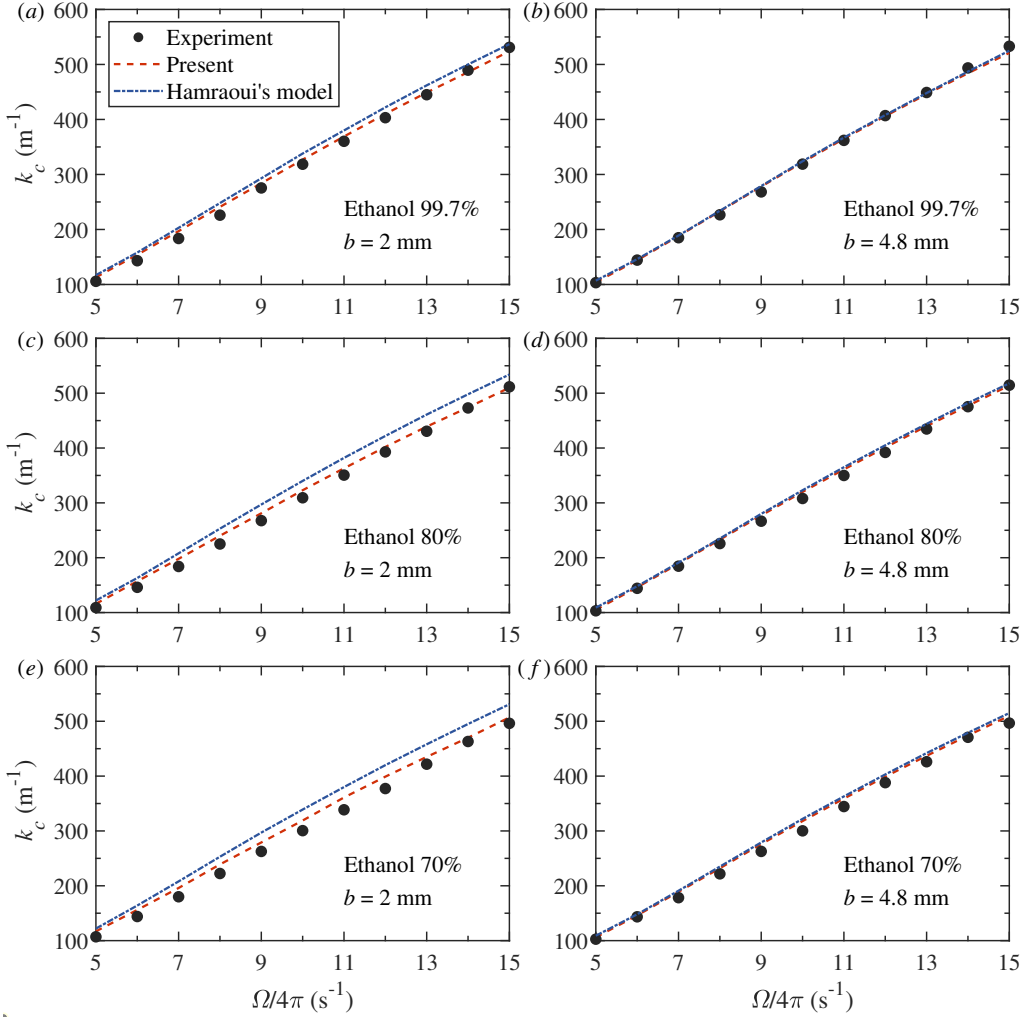 (a)
600
500
400
300
200
100
k_c (m⁻¹)
Experiment
Present
Hamraoui's model
Ethanol 99.7%
b = 2 mm
5 7 9 11 13 15
(b)
600
500
400
300
200
100
Ethanol 99.7%
b = 4.8 mm
5 7 9 11 13 15
(c)
600
500
400
300
200
100
k_c (m⁻¹)
Ethanol 80%
b = 2 mm
5 7 9 11 13 15
(d)
600
500
400
300
200
100
Ethanol 80%
b = 4.8 mm
5 7 9 11 13 15
(e)
600
500
400
300
200
100
k_c (m⁻¹)
Ethanol 70%
b = 2 mm
5 7 9 11 13 15
Ω/4π (s⁻¹)
(f)
600
500
400
300
200
100
Ethanol 70%
b = 4.8 mm
5 7 9 11 13 15
Ω/4π (s⁻¹)